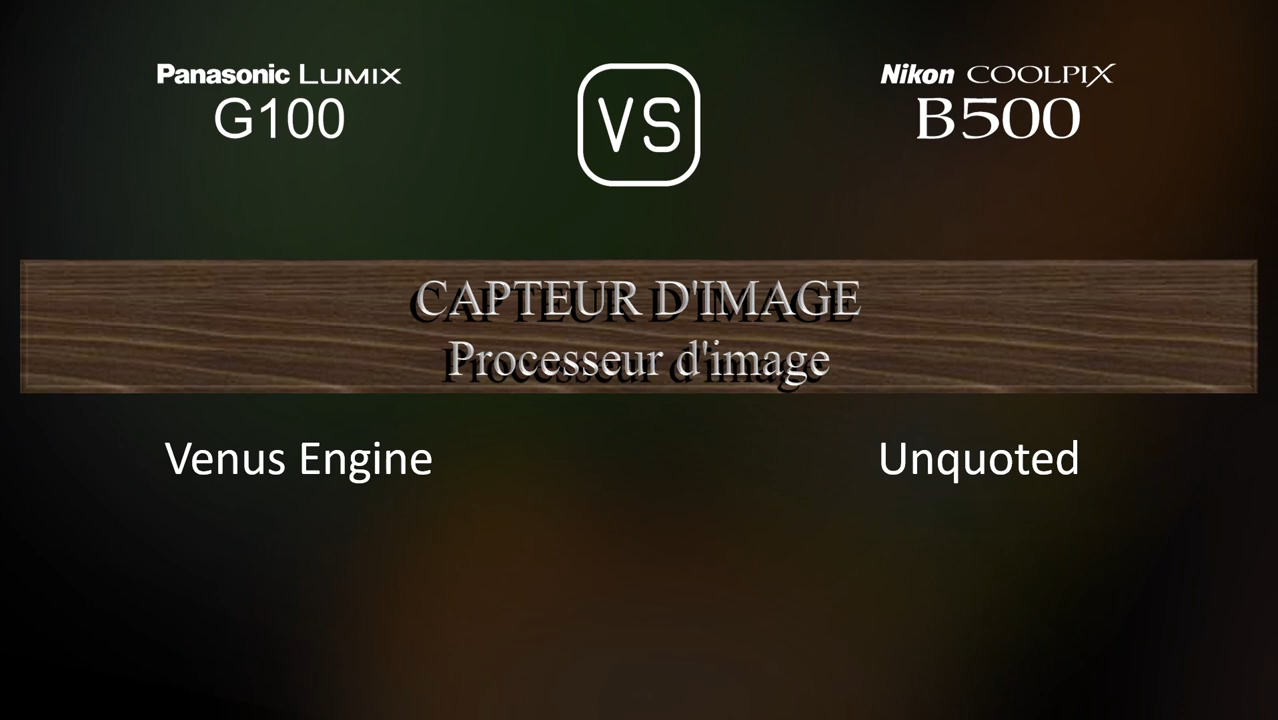 Panasonic LUMIX
G100
VS
Nikon COOLPIX
B500
CAPTEUR D'IMAGE
Processeur d'image
Venus Engine
Unquoted